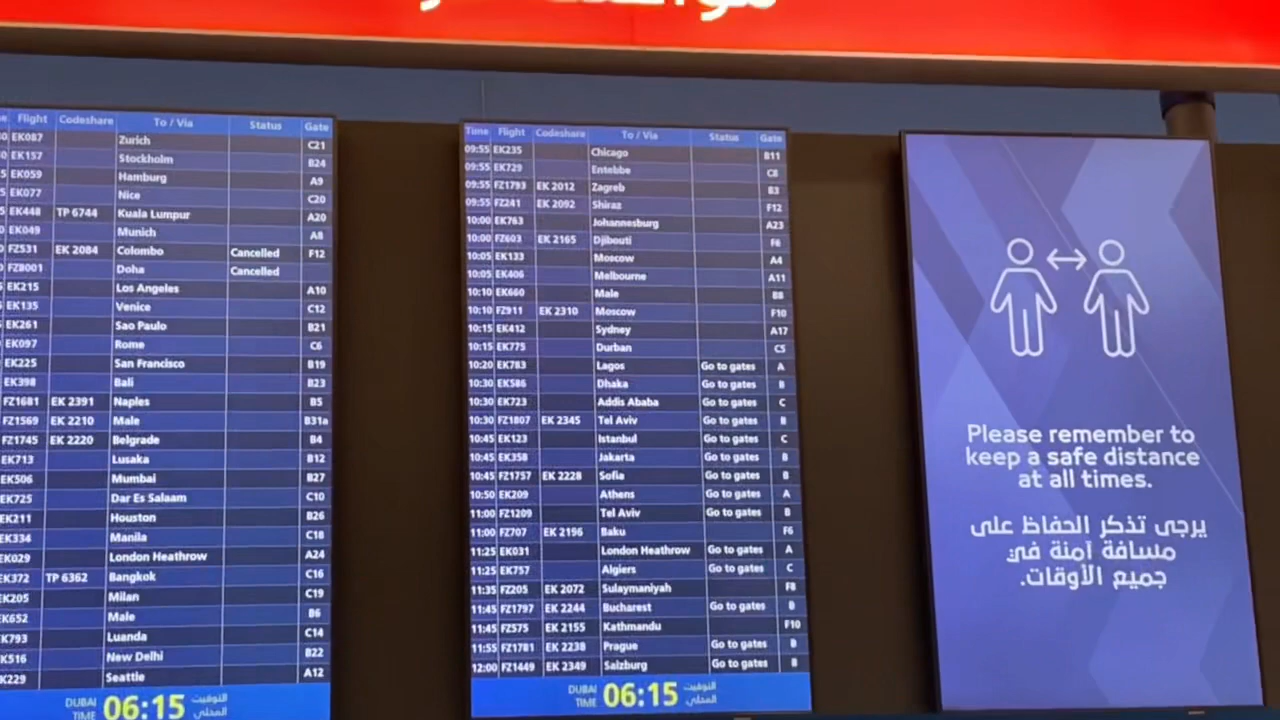 Flight Codeshare To / Via Status Gate
EK087 Zurich C21
EK157 Stockholm B24
EK059 Hamburg A9
EK077 Nice C20
EK448 TP 6744 Kuala Lumpur A20
EK049 Munich A8
FZ531 EK 2084 Colombo Cancelled F12
FZ8001 Doha Cancelled
EK215 Los Angeles A10
EK135 Venice C12
EK261 Sao Paulo B21
EK097 Rome C6
EK225 San Francisco B19
EK398 Bali B23
FZ1681 EK 2391 Naples B5
FZ1569 EK 2210 Male B31a
FZ1745 EK 2220 Belgrade B4
EK713 Lusaka B12
EK506 Mumbai B27
EK725 Dar Es Salaam C10
EK211 Houston B26
EK334 Manila C18
EK029 London Heathrow A24
EK372 TP 6362 Bangkok C16
EK205 Milan C19
EK652 Male B6
EK793 Luanda C14
EK516 New Delhi B22
EK229 Seattle A12
DUBAI TIME 06:15 التوقيت المحلي
Time Flight Codeshare To / Via Status Gate
09:55 EK235 Chicago B11
09:55 EK729 Entebbe C8
09:55 FZ1793 EK 2012 Zagreb B3
09:55 FZ241 EK 2092 Shiraz F12
10:00 EK763 Johannesburg A23
10:00 FZ603 EK 2165 Djibouti F6
10:05 EK133 Moscow A4
10:05 EK406 Melbourne A11
10:10 EK660 Male B8
10:10 FZ911 EK 2310 Moscow F10
10:15 EK412 Sydney A17
10:15 EK775 Durban C5
10:20 EK783 Lagos Go to gates A
10:30 EK586 Dhaka Go to gates B
10:30 EK723 Addis Ababa Go to gates C
10:30 FZ1807 EK 2345 Tel Aviv Go to gates B
10:45 EK123 Istanbul Go to gates C
10:45 EK358 Jakarta Go to gates B
10:45 FZ1757 EK 2228 Sofia Go to gates B
10:50 EK209 Athens Go to gates A
11:00 FZ1209 Tel Aviv Go to gates B
11:00 FZ707 EK 2196 Baku F6
11:25 EK031 London Heathrow Go to gates A
11:25 EK757 Algiers Go to gates C
11:35 FZ205 EK 2072 Sulaymaniyah F8
11:45 FZ1797 EK 2244 Bucharest Go to gates B
11:45 FZ575 EK 2155 Kathmandu F10
11:55 FZ1781 EK 2238 Prague Go to gates B
12:00 FZ1449 EK 2349 Salzburg Go to gates B
DUBAI TIME 06:15 التوقيت المحلي
Please remember to
keep a safe distance
at all times.
يرجى تذكر الحفاظ على
مسافة آمنة في
جميع الأوقات.